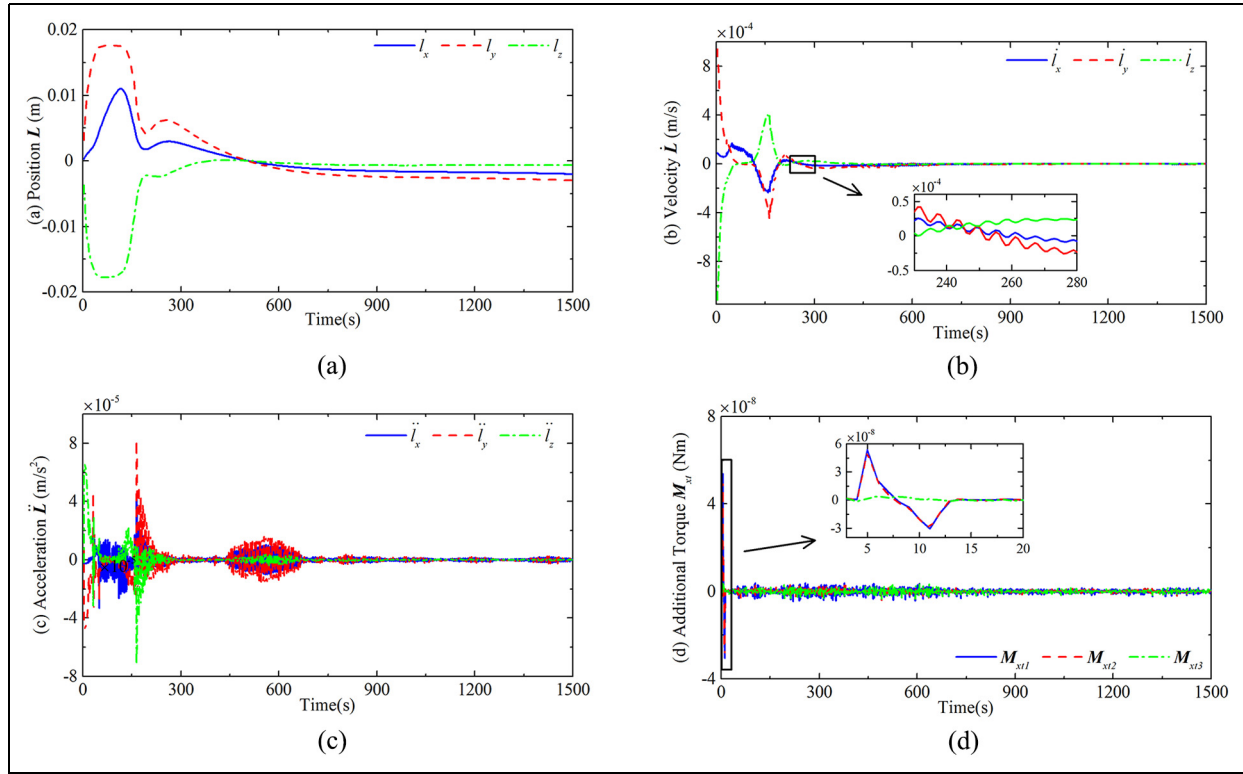 l_x l_y l_z
(a) Position L (m)
0.02
0.01
0
-0.01
-0.02
0 300 600 900 1200 1500
Time(s)
(a)
×10⁻⁴
l̇_x l̇_y l̇_z
(b) Velocity L̇ (m/s)
8
4
0
-4
-8
×10⁻⁴
0.5
0
-0.5
240 260 270 280
0 300 600 900 1200 1500
Time(s)
(b)
×10⁻⁵
l̈_x l̈_y l̈_z
(c) Acceleration L̈ (m/s²)
8
4
0
-4
-8
0 300 600 900 1200 1500
Time(s)
(c)
×10⁻⁸
(d) Additional Torque M_xt (Nm)
8
4
0
-4
×10⁻⁸
6
3
0
-3
5 10 15 20
M_xt1 M_xt2 M_xt3
0 300 600 900 1200 1500
Time(s)
(d)